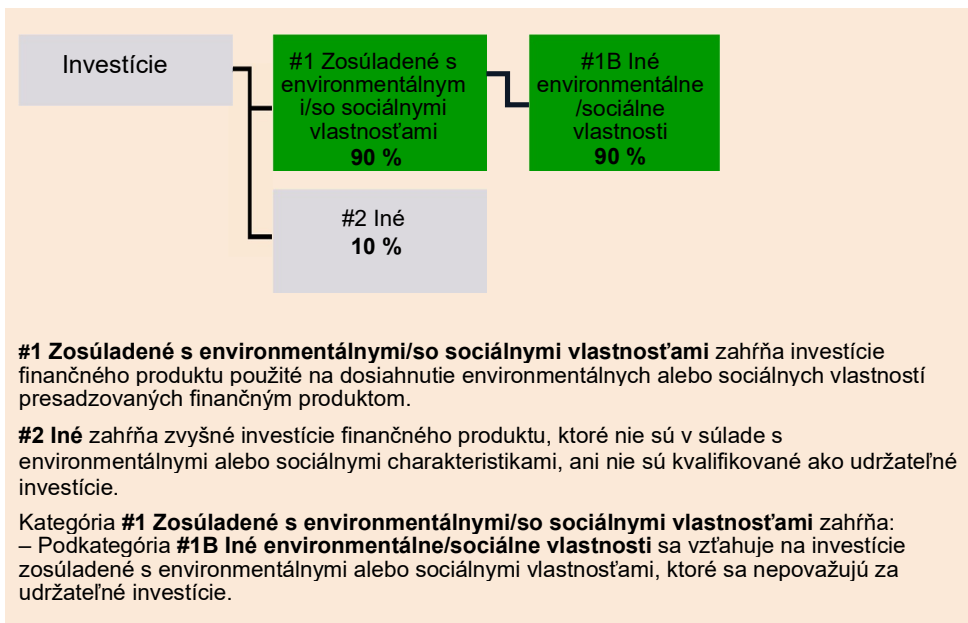 Investície
#1 Zosúladené s
environmentálnym
i/so sociálnymi
vlastnosťami
90 %
#1B Iné
environmentálne
/sociálne
vlastnosti
90 %
#2 Iné
10 %
#1 Zosúladené s environmentálnymi/so sociálnymi vlastnosťami zahŕňa investície
finančného produktu použité na dosiahnutie environmentálnych alebo sociálnych vlastností
presadzovaných finančným produktom.
#2 Iné zahŕňa zvyšné investície finančného produktu, ktoré nie sú v súlade s
environmentálnymi alebo sociálnymi charakteristikami, ani nie sú kvalifikované ako udržateľné
investície.
Kategória #1 Zosúladené s environmentálnymi/so sociálnymi vlastnosťami zahŕňa:
– Podkategória #1B Iné environmentálne/sociálne vlastnosti sa vzťahuje na investície
zosúladené s environmentálnymi alebo sociálnymi vlastnosťami, ktoré sa nepovažujú za
udržateľné investície.